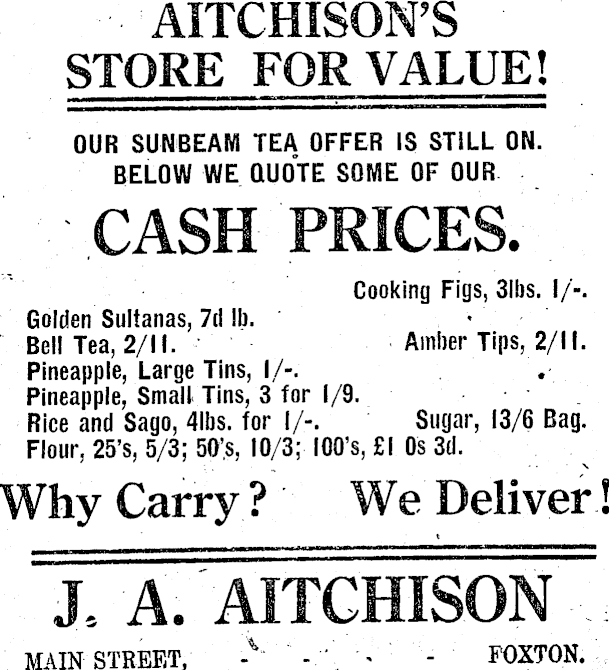 AITCHISON'S
STORE FOR VALUE!
OUR SUNBEAM TEA OFFER IS STILL ON.
BELOW WE QUOTE SOME OF OUR
CASH PRICES.
Cooking Figs, 3lbs. 1/-.
Golden Sultanas, 7d lb.
Bell Tea, 2/11. Amber Tips, 2/11.
Pineapple, Large Tins, 1/-.
Pineapple, Small Tins, 3 for 1/9.
Rice and Sago, 4lbs. for 1/-. Sugar, 13/6 Bag.
Flour, 25's, 5/3; 50's, 10/3; 100's, £1 0s 3d.
Why Carry? We Deliver!
J. A. AITCHISON
MAIN STREET, - - - - FOXTON.